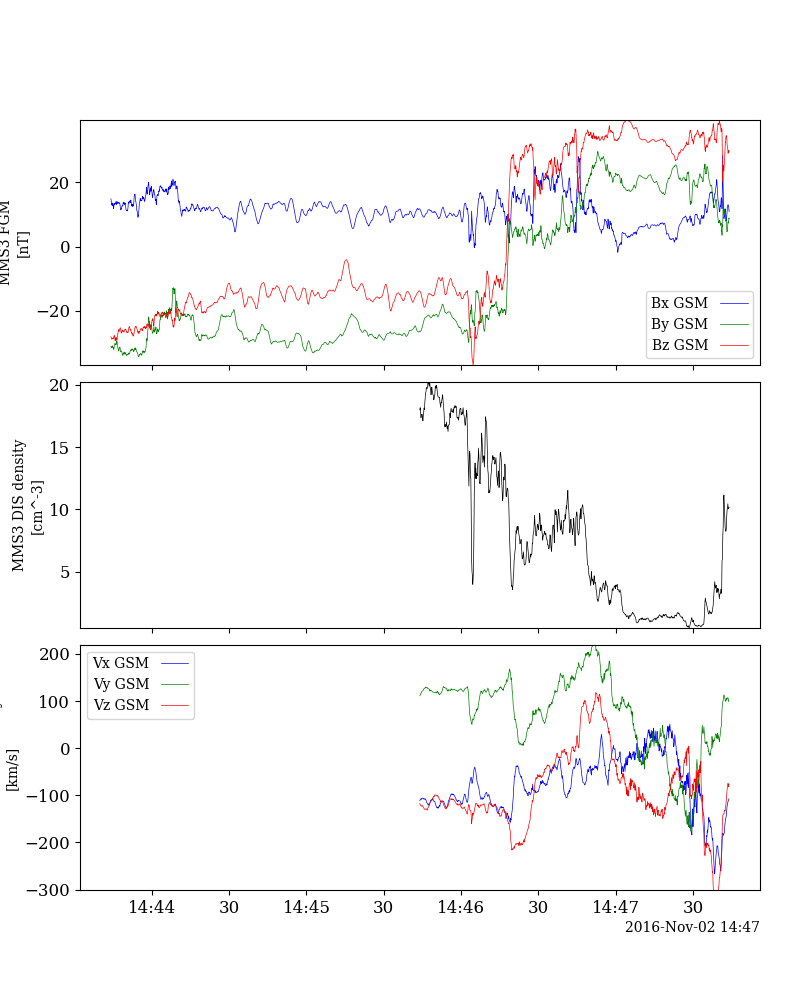 MMS3 FGM
[nT]
20
0
−20
Bx GSM
By GSM
Bz GSM
MMS3 DIS density
[cm^-3]
20
15
10
5
[km/s]
200
100
0
−100
−200
−300
Vx GSM
Vy GSM
Vz GSM
14:44 30 14:45 30 14:46 30 14:47 30
2016-Nov-02 14:47